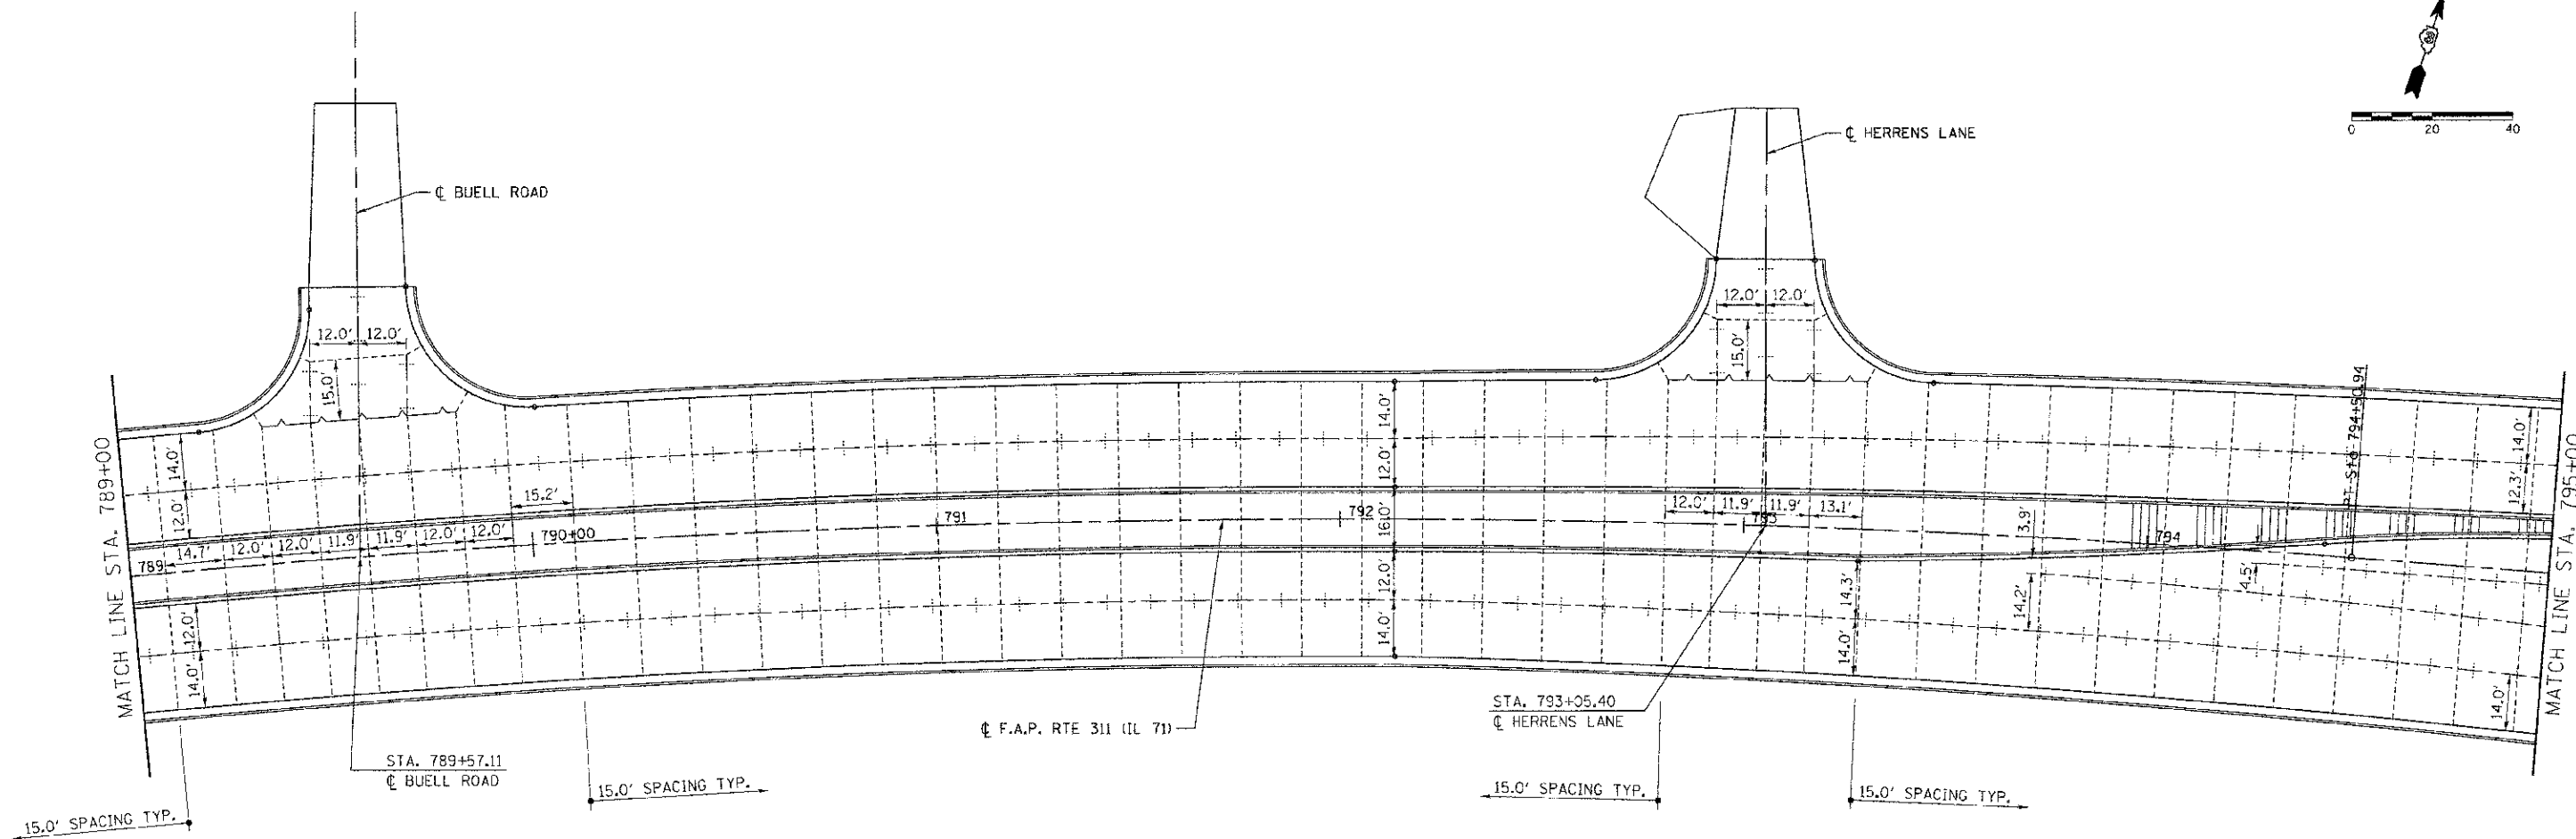 0 20 40
℄ BUELL ROAD
℄ HERRENS LANE
12.0' 12.0'
15.0'
12.0' 12.0'
15.0'
MATCH LINE STA. 789+00
14.0'
12.0'
15.2'
14.7' 12.0' 12.0' 11.9' 11.9' 12.0' 12.0'
789
790+00
791
792
793
794
12.0'
14.0'
14.0'
12.0'
16.0'
12.0'
14.0'
12.0' 11.9' 11.9' 13.1'
14.3'
14.0'
3.9'
14.2'
4.5'
P.T. STA 794+50.94
14.0'
12.3'
14.0'
MATCH LINE STA. 795+00
STA. 789+57.11
℄ BUELL ROAD
℄ F.A.P. RTE 311 (IL 71)
STA. 793+05.40
℄ HERRENS LANE
15.0' SPACING TYP.
15.0' SPACING TYP.
15.0' SPACING TYP.
15.0' SPACING TYP.